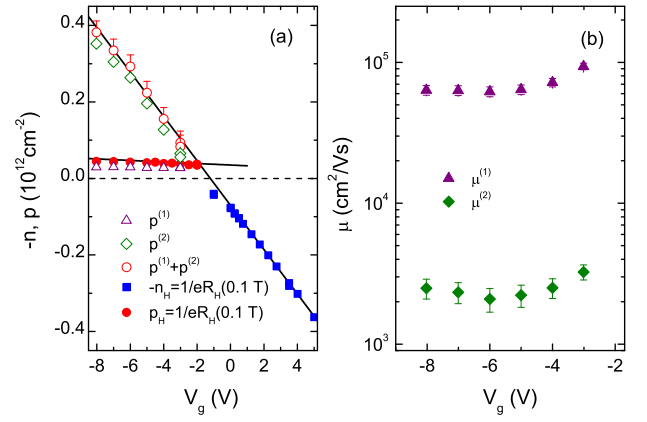 (a)
-n, p (10^12 cm^-2)
0.4
0.2
0.0
-0.2
-0.4
p^(1)
p^(2)
p^(1)+p^(2)
-n_H=1/eR_H(0.1 T)
p_H=1/eR_H(0.1 T)
-8 -6 -4 -2 0 2 4
V_g (V)
(b)
μ (cm^2/Vs)
10^5
10^4
10^3
μ^(1)
μ^(2)
-8 -6 -4 -2
V_g (V)